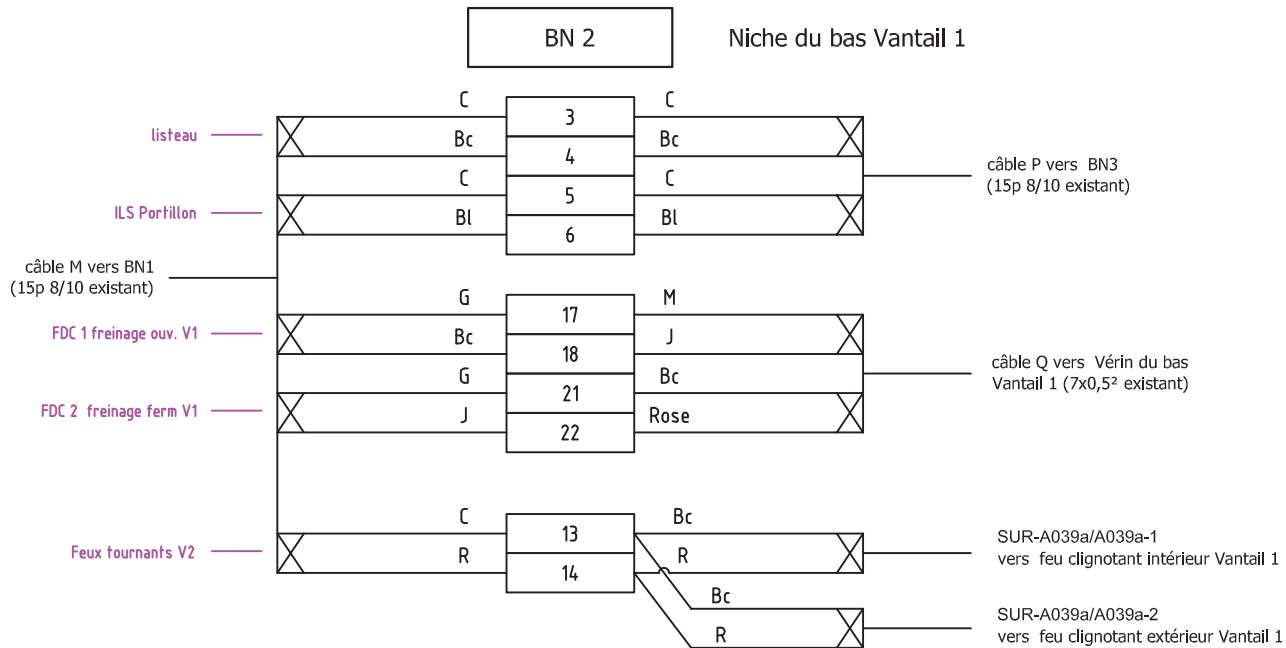 BN 2
Niche du bas Vantail 1
C
3
C
listeau
Bc
4
Bc
C
5
C
ILS Portillon
Bl
6
Bl
câble P vers BN3
(15p 8/10 existant)
câble M vers BN1
(15p 8/10 existant)
G
17
M
FDC 1 freinage ouv. V1
Bc
18
J
G
21
Bc
FDC 2 freinage ferm V1
J
22
Rose
câble Q vers Vérin du bas
Vantail 1 (7x0,5² existant)
C
13
Bc
Feux tournants V2
R
14
R
SUR-A039a/A039a-1
vers feu clignotant intérieur Vantail 1
Bc
R
SUR-A039a/A039a-2
vers feu clignotant extérieur Vantail 1